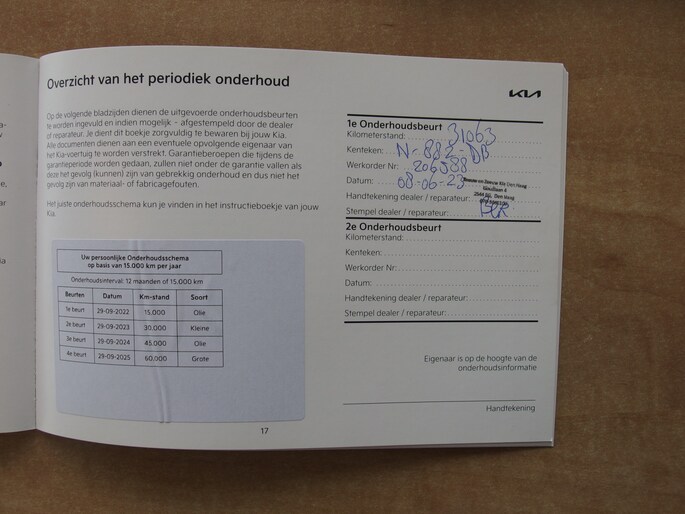 Overzicht van het periodiek onderhoud
Op de volgende bladzijden dienen de uitgevoerde onderhoudsbeurten
te worden ingevuld en indien mogelijk - afgestempeld door de dealer
of reparateur. Je dient dit boekje zorgvuldig te bewaren bij jouw Kia.
Alle documenten dienen aan een eventuele opvolgende eigenaar van
het Kia-voertuig te worden verstrekt. Garantieberoepen die tijdens de
garantieperiode worden gedaan, zullen niet onder de garantie vallen als
deze het gevolg (kunnen) zijn van gebrekkig onderhoud en dus niet het
gevolg zijn van materiaal- of fabricagefouten.
Het juiste onderhoudsschema kun je vinden in het instructieboekje van jouw
Kia.
Uw persoonlijke Onderhoudsschema
op basis van 15.000 km per jaar
Onderhoudsinterval: 12 maanden of 15.000 km
Beurten Datum Km-stand Soort
1e beurt 29-09-2022 15.000 Olie
2e beurt 29-09-2023 30.000 Kleine
3e beurt 29-09-2024 45.000 Olie
4e beurt 29-09-2025 60.000 Grote
17
KIA
1e Onderhoudsbeurt
Kilometerstand: 31063
Kenteken: N-882-DB
Werkorder Nr: 206588
Datum: 08-06-23
Handtekening dealer / reparateur:
Stempel dealer / reparateur:
2e Onderhoudsbeurt
Kilometerstand:
Kenteken:
Werkorder Nr:
Datum:
Handtekening dealer / reparateur:
Stempel dealer / reparateur:
Eigenaar is op de hoogte van de
onderhoudsinformatie
Handtekening